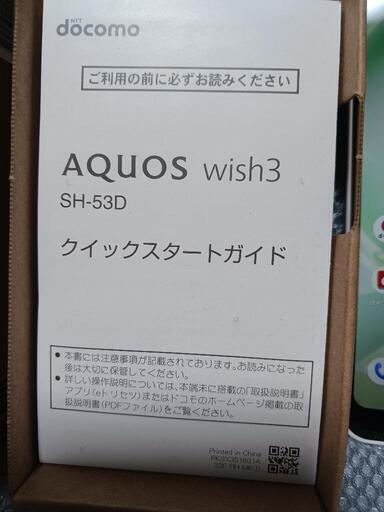 NTT
docomo
ご利用の前に必ずお読みください
AQUOS wish3
SH-53D
クイックスタートガイド
●本書には注意事項が記載されております。お読みになった
後は大切に保管してください。
●詳しい操作説明については、本端末に搭載の「取扱説明書」
アプリ(eトリセツ)またはドコモのホームページ掲載の取
扱説明書(PDFファイル)をご覧ください。
Printed in China